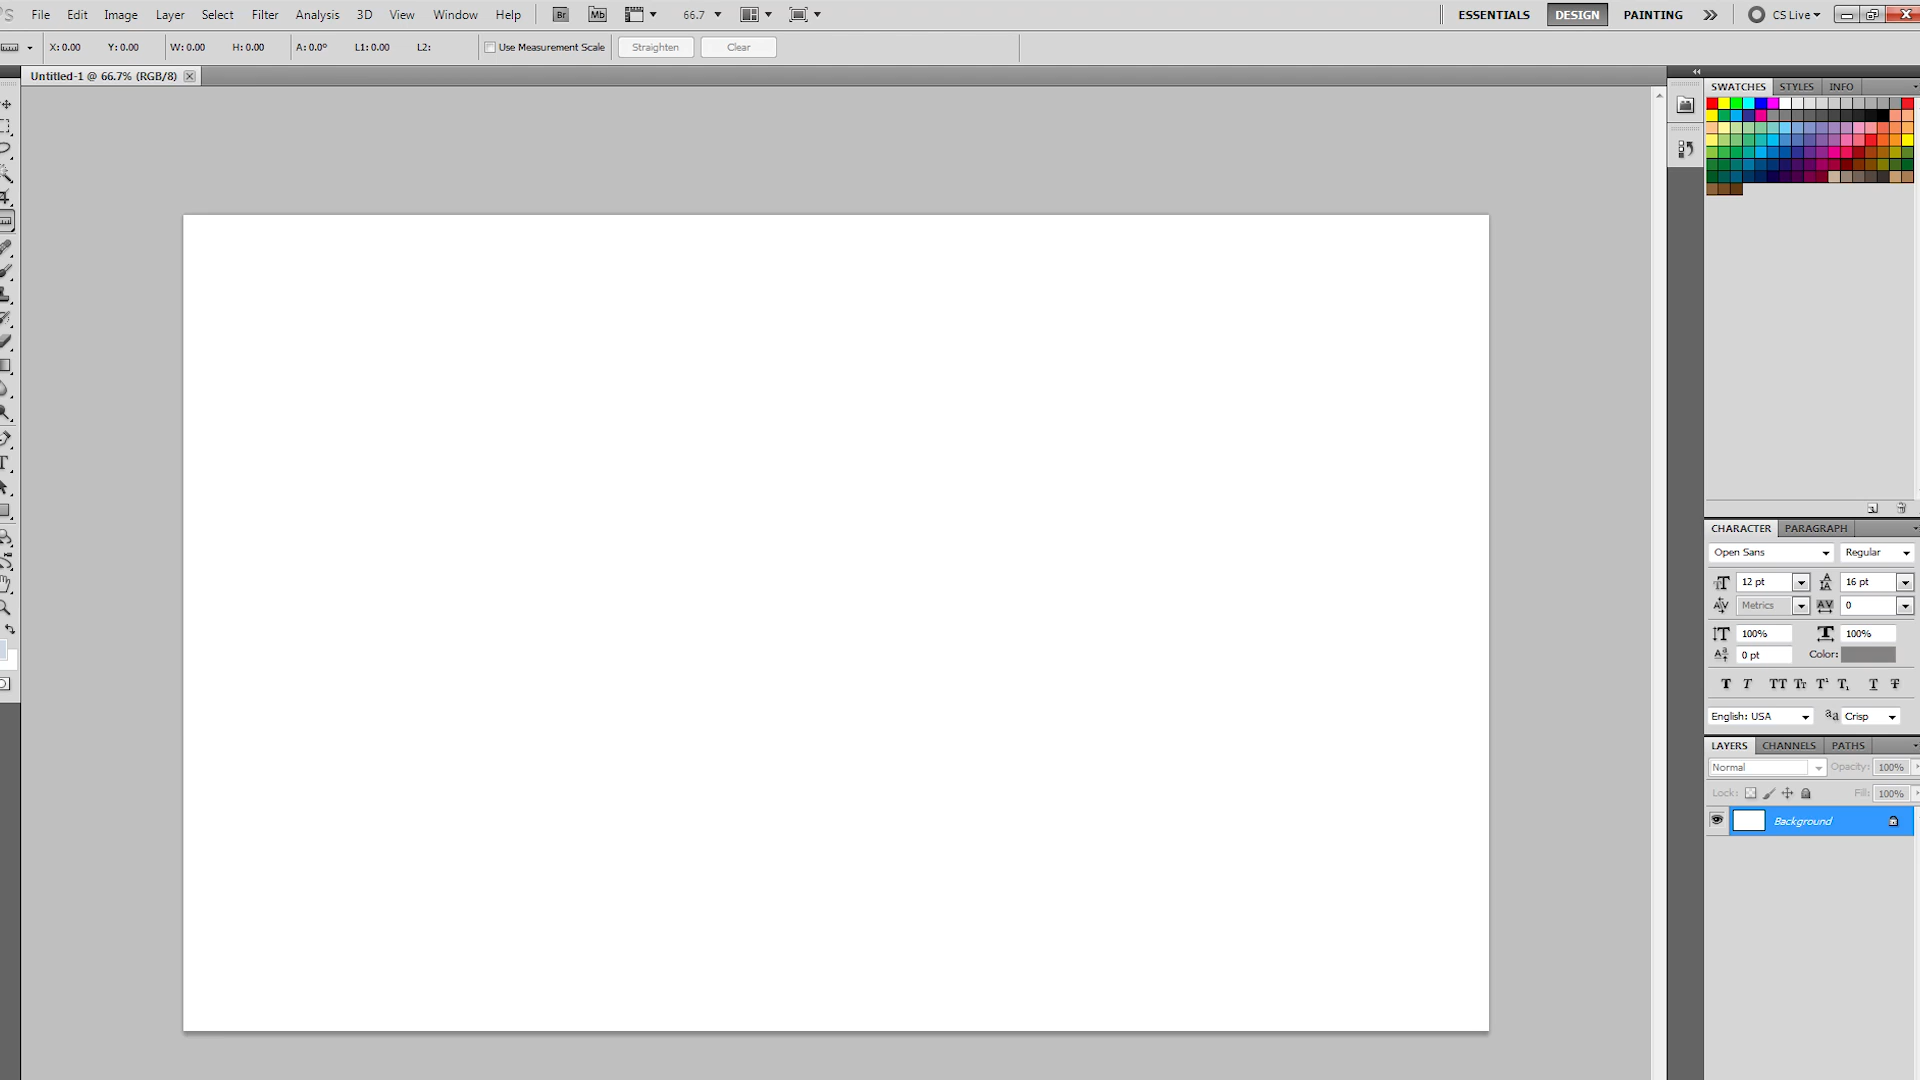 File Edit Image Layer Select Filter Analysis 3D View Window Help Br Mb 66.7 ESSENTIALS DESIGN PAINTING CS Live
X: 0.00 Y: 0.00 W: 0.00 H: 0.00 A: 0.0° L1: 0.00 L2: Use Measurement Scale Straighten Clear
Untitled-1 @ 66.7% (RGB/8)
SWATCHES STYLES INFO
CHARACTER PARAGRAPH
Open Sans Regular
12 pt 16 pt
Metrics 0
100% 100%
0 pt Color:
English: USA Crisp
LAYERS CHANNELS PATHS
Normal Opacity: 100%
Lock: Fill: 100%
Background